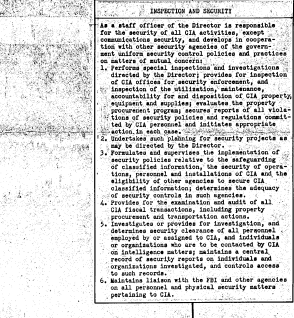 INSPECTION AND SECURITY
As a staff officer of the Director is responsible
for the security of all CIA activities, except
communications security, and develops in coopera-
tion with other security agencies of the govern-
ment uniform security control policies and practices
on matters of mutual concern:
1. Performs special inspections and investigations
directed by the Director; provides for inspection
of CIA offices for security enforcement, and
inspection of the utilization, maintenance,
accountability for and disposition of CIA property,
equipment and supplies; evaluates the property
procurement program; secures reports of all viola-
tions of security policies and regulations commit-
ted by CIA personnel and initiates appropriate
action in each case.
2. Undertakes such planning for security projects as
may be directed by the Director.
3. Formulates and supervises the implementation of
security policies relative to the safeguarding
of classified information, the security of opera-
tions, personnel and installations of CIA and the
eligibility of other agencies to secure CIA
classified information; determines the adequacy
of security controls in such agencies.
4. Provides for the examination and audit of all
CIA fiscal transactions, including property
procurement and transportation actions.
5. Investigates or provides for investigation, and
determines security clearance of all personnel
employed by or assigned to CIA, and individuals
or organizations who are to be contacted by CIA
on intelligence matters; maintains a central
record of security reports on individuals and
organizations investigated, and controls access
to such records.
6. Maintains liaison with the FBI and other agencies
on all personnel and physical security matters
pertaining to CIA.